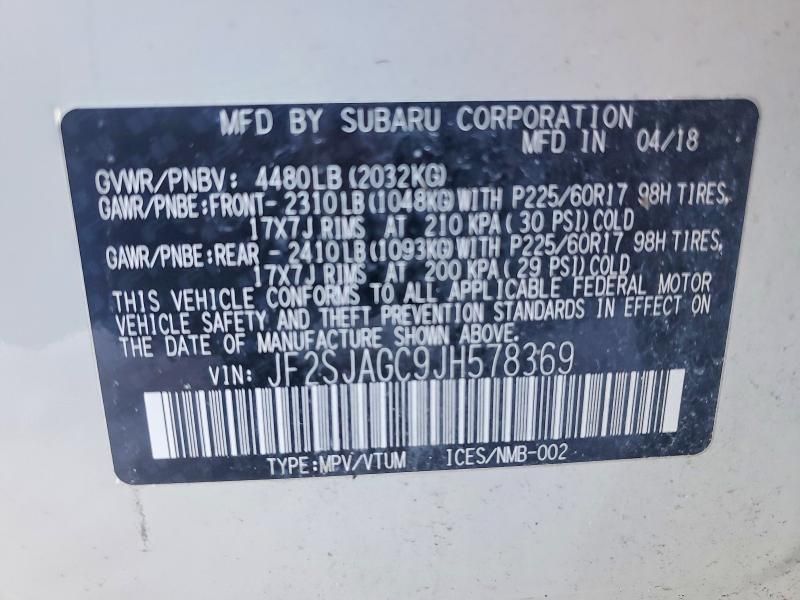 MFD BY SUBARU CORPORATION
MFD IN 04/18
GVWR/PNBV: 4480LB(2032KG)
GAWR/PNBE:FRONT-2310LB(1048KG)WITH P225/60R17 98H TIRES,
17X7J RIMS AT 210 KPA(30 PSI)COLD
GAWR/PNBE:REAR -2410LB(1093KG)WITH P225/60R17 98H TIRES,
17X7J RIMS AT 200 KPA(29 PSI)COLD
THIS VEHICLE CONFORMS TO ALL APPLICABLE FEDERAL MOTOR
VEHICLE SAFETY AND THEFT PREVENTION STANDARDS IN EFFECT ON
THE DATE OF MANUFACTURE SHOWN ABOVE.
VIN: JF2SJAGC9JH578369
TYPE:MPV/VTUM ICES/NMB-002